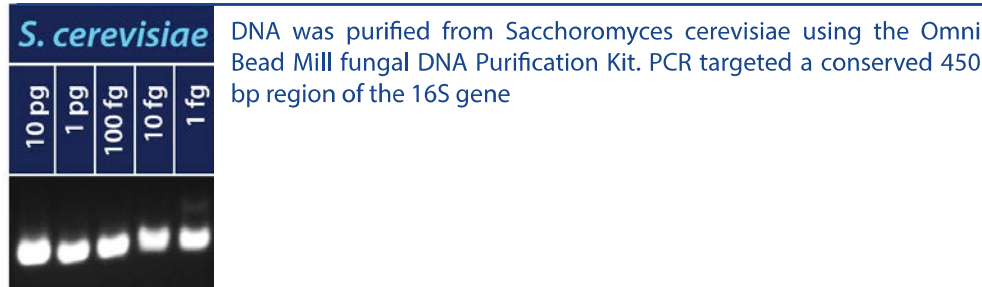 S. cerevisiae
10 pg
1 pg
100 fg
10 fg
1 fg
DNA was purified from Sacchoromyces cerevisiae using the Omni
Bead Mill fungal DNA Purification Kit. PCR targeted a conserved 450
bp region of the 16S gene